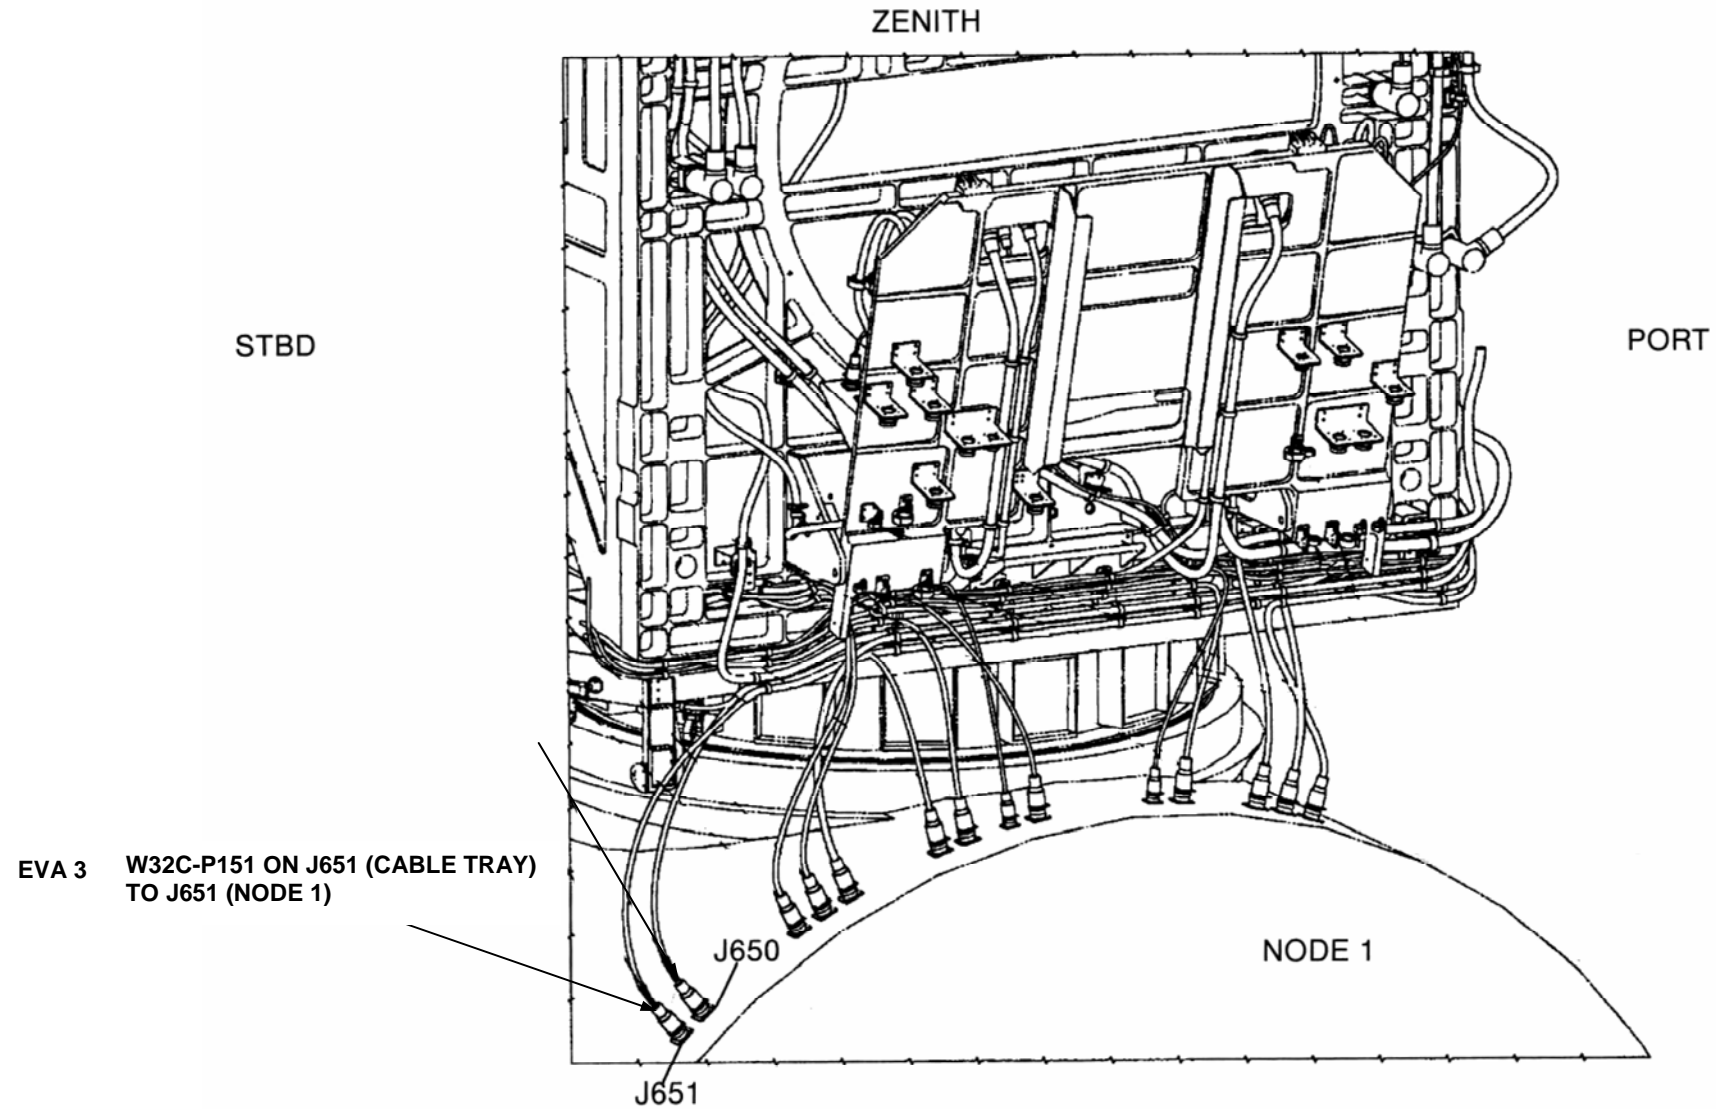 ZENITH
STBD
PORT
EVA 3
W32C-P151 ON J651 (CABLE TRAY)
TO J651 (NODE 1)
J650
NODE 1
J651